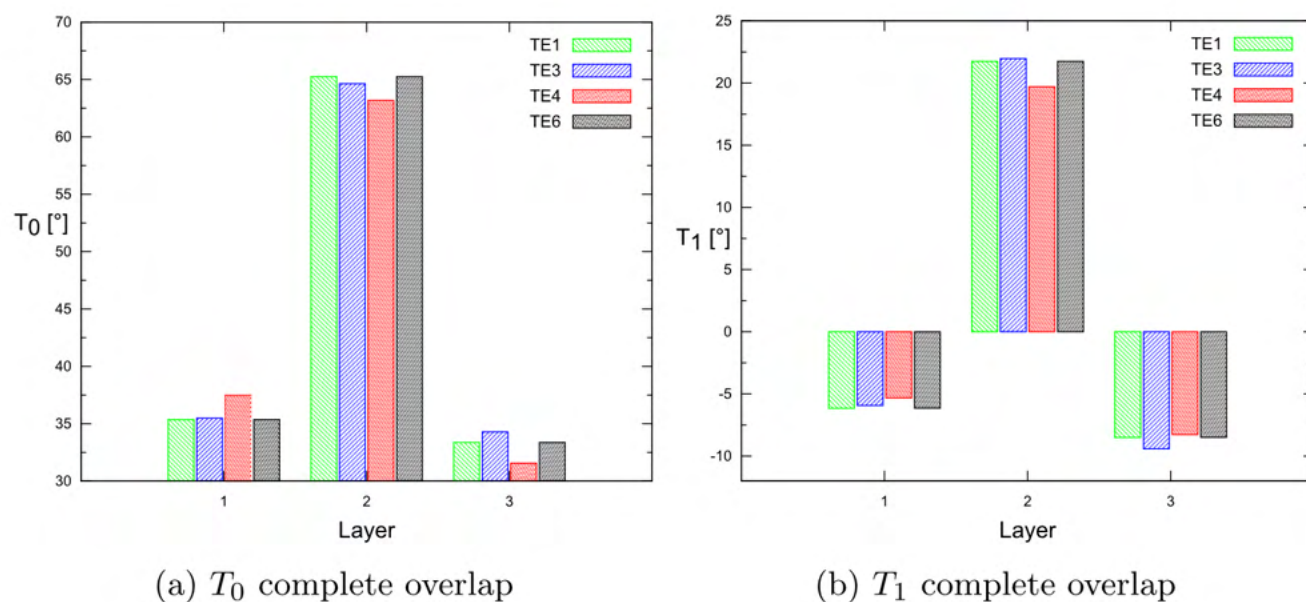 70
65
60
55
50
45
40
35
30
T0 [°]
1
2
3
Layer
TE1
TE3
TE4
TE6
(a) T0 complete overlap
25
20
15
10
5
0
-5
-10
T1 [°]
1
2
3
Layer
TE1
TE3
TE4
TE6
(b) T1 complete overlap